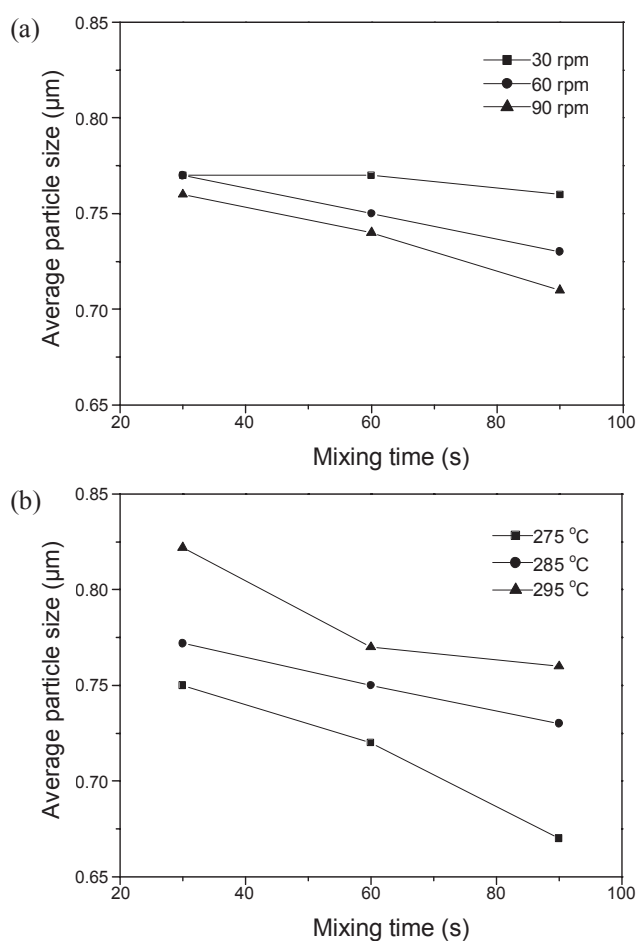 (a)
0.85
0.80
0.75
0.70
0.65
Average particle size (μm)
30 rpm
60 rpm
90 rpm
20
40
60
80
100
Mixing time (s)
(b)
0.85
0.80
0.75
0.70
0.65
Average particle size (μm)
275 °C
285 °C
295 °C
20
40
60
80
100
Mixing time (s)